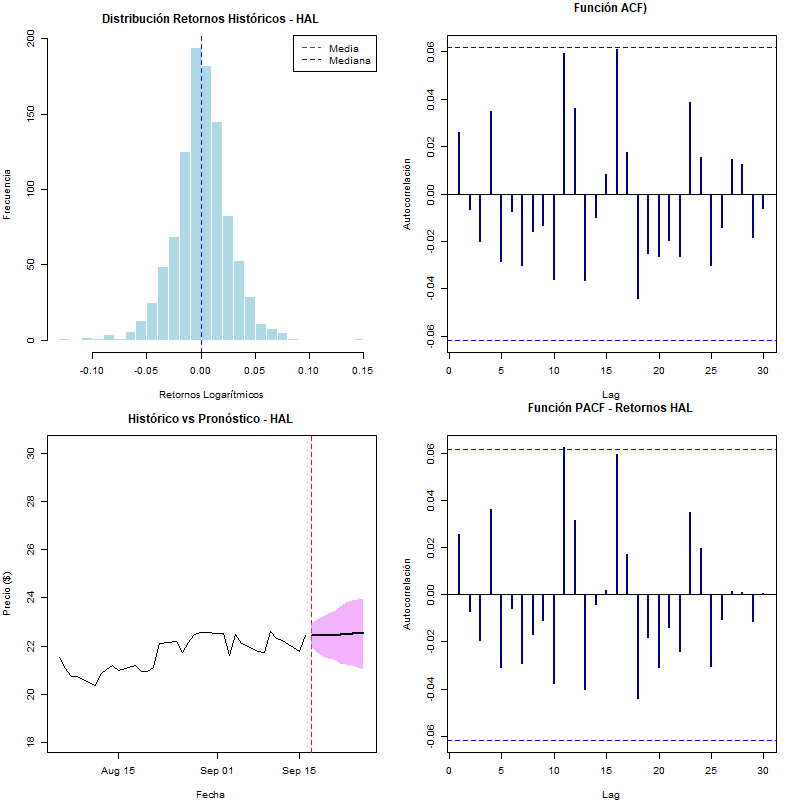 Distribución Retornos Históricos - HAL
Media
Mediana
Frecuencia
0
50
100
150
200
-0.10
-0.05
0.00
0.05
0.10
0.15
Retornos Logarítmicos
Función ACF)
Autocorrelación
-0.06
-0.04
-0.02
0.00
0.02
0.04
0.06
0
5
10
15
20
25
30
Lag
Histórico vs Pronóstico - HAL
Precio ($)
18
20
22
24
26
28
30
Aug 15
Sep 01
Sep 15
Fecha
Función PACF - Retornos HAL
Autocorrelación
-0.06
-0.04
-0.02
0.00
0.02
0.04
0.06
0
5
10
15
20
25
30
Lag